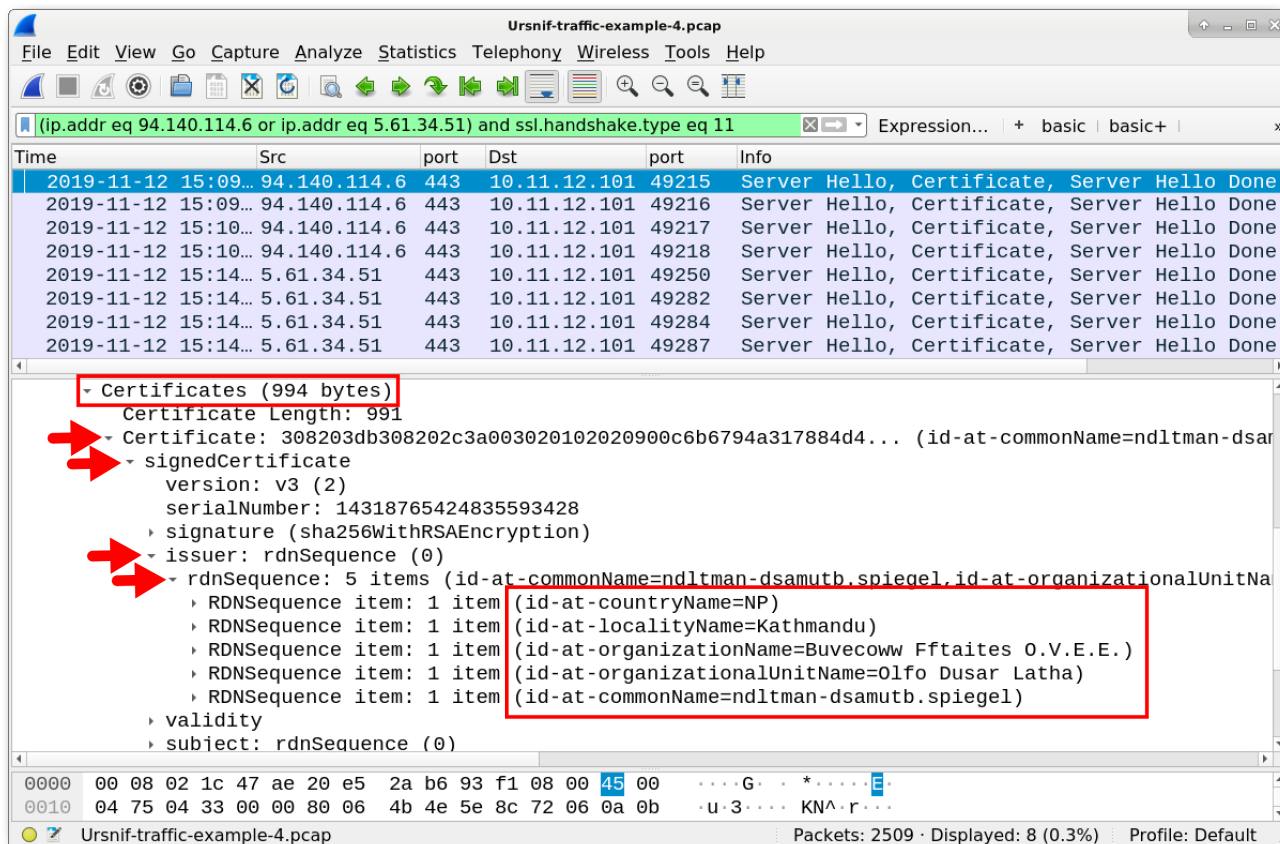 Ursnif-traffic-example-4.pcap
File Edit View Go Capture Analyze Statistics Telephony Wireless Tools Help
(ip.addr eq 94.140.114.6 or ip.addr eq 5.61.34.51) and ssl.handshake.type eq 11 Expression... + basic basic+ »
Time Src port Dst port Info
2019-11-12 15:09… 94.140.114.6 443 10.11.12.101 49215 Server Hello, Certificate, Server Hello Done
2019-11-12 15:09… 94.140.114.6 443 10.11.12.101 49216 Server Hello, Certificate, Server Hello Done
2019-11-12 15:10… 94.140.114.6 443 10.11.12.101 49217 Server Hello, Certificate, Server Hello Done
2019-11-12 15:10… 94.140.114.6 443 10.11.12.101 49218 Server Hello, Certificate, Server Hello Done
2019-11-12 15:14… 5.61.34.51 443 10.11.12.101 49250 Server Hello, Certificate, Server Hello Done
2019-11-12 15:14… 5.61.34.51 443 10.11.12.101 49282 Server Hello, Certificate, Server Hello Done
2019-11-12 15:14… 5.61.34.51 443 10.11.12.101 49284 Server Hello, Certificate, Server Hello Done
2019-11-12 15:14… 5.61.34.51 443 10.11.12.101 49287 Server Hello, Certificate, Server Hello Done
Certificates (994 bytes)
Certificate Length: 991
Certificate: 308203db308202c3a003020102020900c6b6794a317884d4... (id-at-commonName=ndltman-dsam
signedCertificate
version: v3 (2)
serialNumber: 14318765424835593428
signature (sha256WithRSAEncryption)
issuer: rdnSequence (0)
rdnSequence: 5 items (id-at-commonName=ndltman-dsamutb.spiegel,id-at-organizationalUnitNa
RDNSequence item: 1 item (id-at-countryName=NP)
RDNSequence item: 1 item (id-at-localityName=Kathmandu)
RDNSequence item: 1 item (id-at-organizationName=Buvecoww Fftaites O.V.E.E.)
RDNSequence item: 1 item (id-at-organizationalUnitName=Olfo Dusar Latha)
RDNSequence item: 1 item (id-at-commonName=ndltman-dsamutb.spiegel)
validity
subject: rdnSequence (0)
0000 00 08 02 1c 47 ae 20 e5 2a b6 93 f1 08 00 45 00 ····G· · *·····E·
0010 04 75 04 33 00 00 80 06 4b 4e 5e 8c 72 06 0a 0b ·u·3···· KN^·r···
Ursnif-traffic-example-4.pcap Packets: 2509 · Displayed: 8 (0.3%) Profile: Default